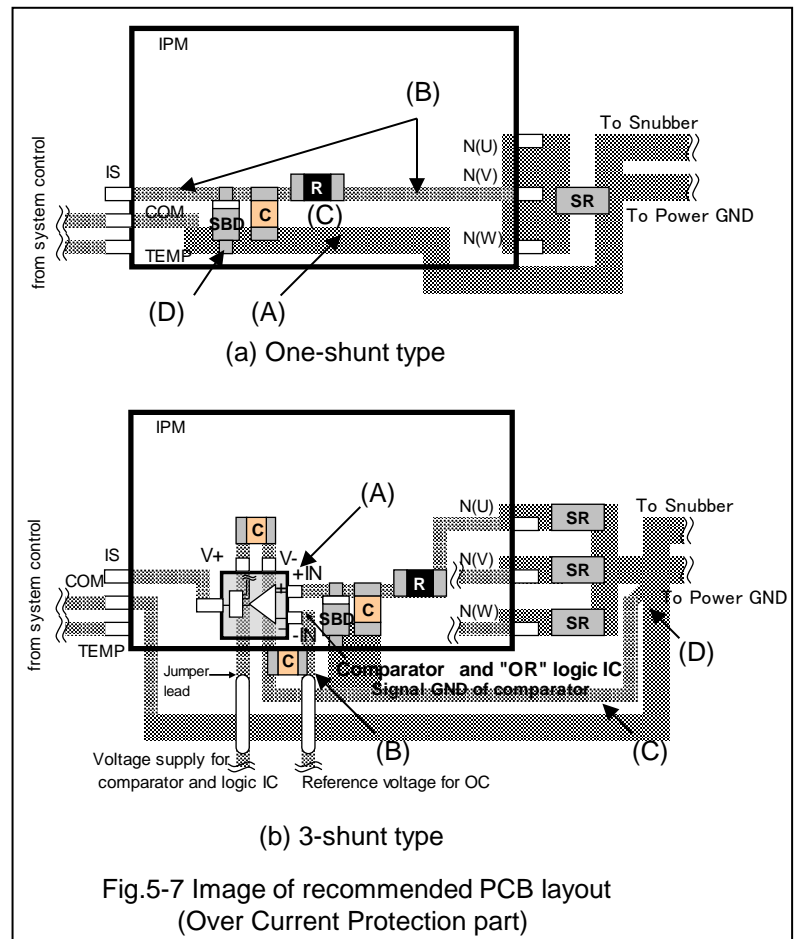 IPM
(B)
To Snubber
N(U)
IS
N(V)
R
COM
SBD
C
(C)
SR
To Power GND
from system control
TEMP
N(W)
(D)
(A)
(a) One-shunt type
IPM
(A)
N(U)
To Snubber
C
SR
IS
V+
V-
+IN
R
N(V)
COM
+
SR
To Power GND
from system control
−
-IN
SBD
C
N(W)
SR
(D)
TEMP
C
Comparator and "OR" logic IC
Jumper
lead
Signal GND of comparator
(B)
(C)
Voltage supply for
comparator and logic IC
Reference voltage for OC
(b) 3-shunt type
Fig.5-7 Image of recommended PCB layout
(Over Current Protection part)